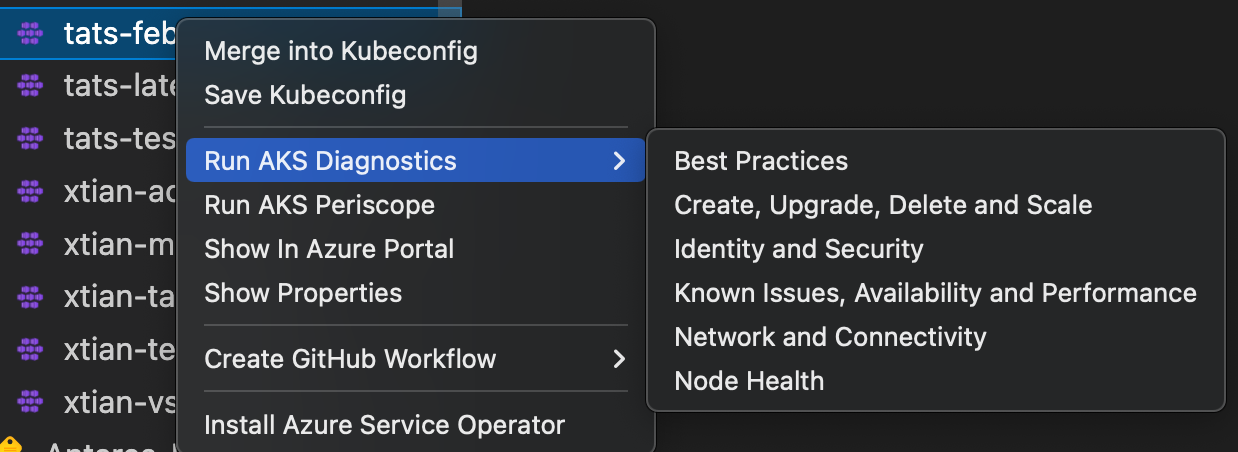 tats-feb
Merge into Kubeconfig
tats-late
Save Kubeconfig
tats-tes
Run AKS Diagnostics
Best Practices
xtian-ac
Run AKS Periscope
Create, Upgrade, Delete and Scale
xtian-m
Show In Azure Portal
Identity and Security
xtian-ta
Show Properties
Known Issues, Availability and Performance
Network and Connectivity
xtian-te
Create GitHub Workflow
Node Health
xtian-vs
Install Azure Service Operator